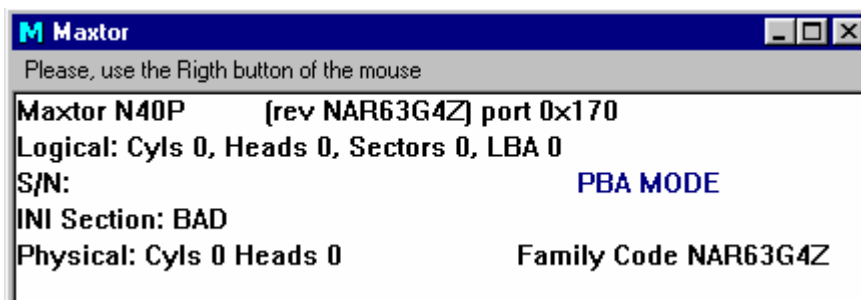 M Maxtor
Please, use the Rigth button of the mouse
Maxtor N40P (rev NAR63G4Z) port 0x170
Logical: Cyls 0, Heads 0, Sectors 0, LBA 0
S/N: PBA MODE
INI Section: BAD
Physical: Cyls 0 Heads 0 Family Code NAR63G4Z